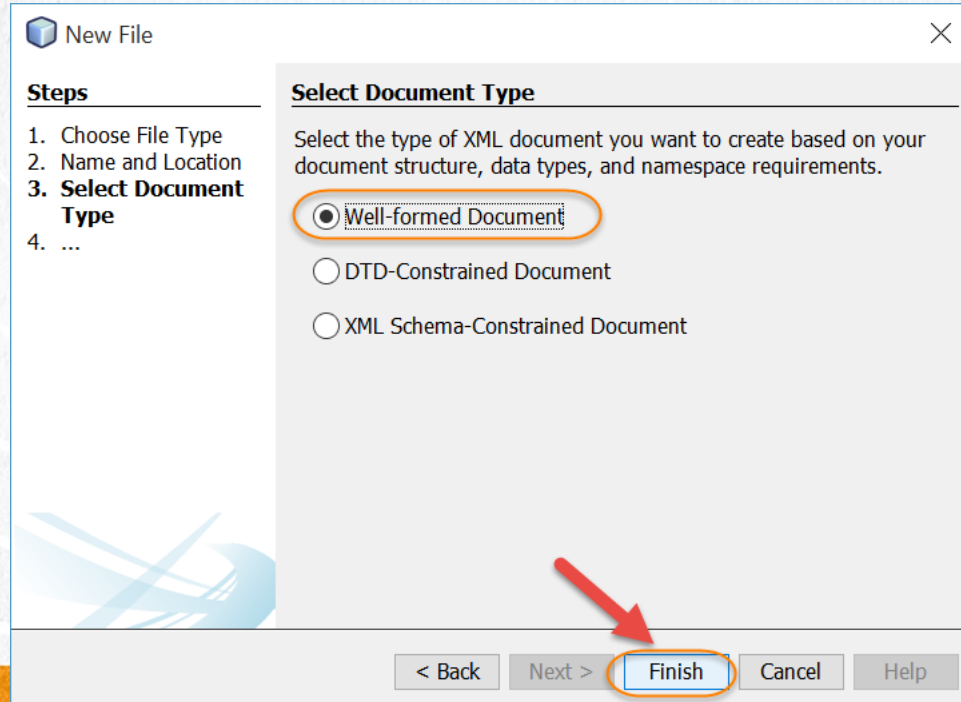 New File
Steps
1. Choose File Type
2. Name and Location
3. Select Document
Type
4. ...
Select Document Type
Select the type of XML document you want to create based on your
document structure, data types, and namespace requirements.
Well-formed Document
DTD-Constrained Document
XML Schema-Constrained Document
< Back
Next >
Finish
Cancel
Help